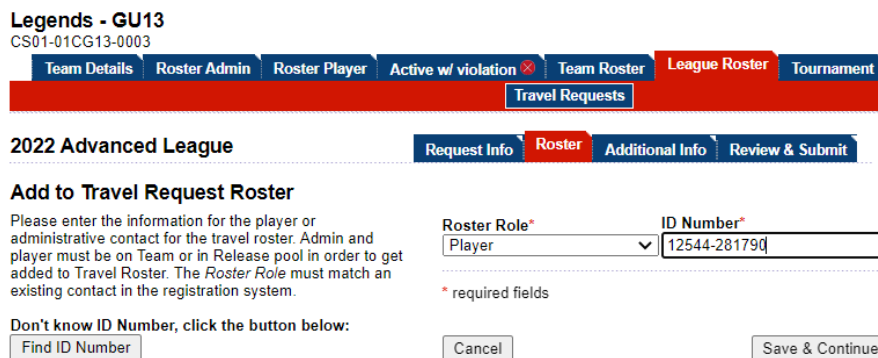 Legends - GU13
CS01-01CG13-0003
Team Details Roster Admin Roster Player Active w/ violation Team Roster League Roster Tournament
Travel Requests
2022 Advanced League
Request Info Roster Additional Info Review & Submit
Add to Travel Request Roster
Please enter the information for the player or
administrative contact for the travel roster. Admin and
player must be on Team or in Release pool in order to get
added to Travel Roster. The Roster Role must match an
existing contact in the registration system.
Roster Role* ID Number*
Player 12544-281790
* required fields
Don't know ID Number, click the button below:
Find ID Number Cancel Save & Continue